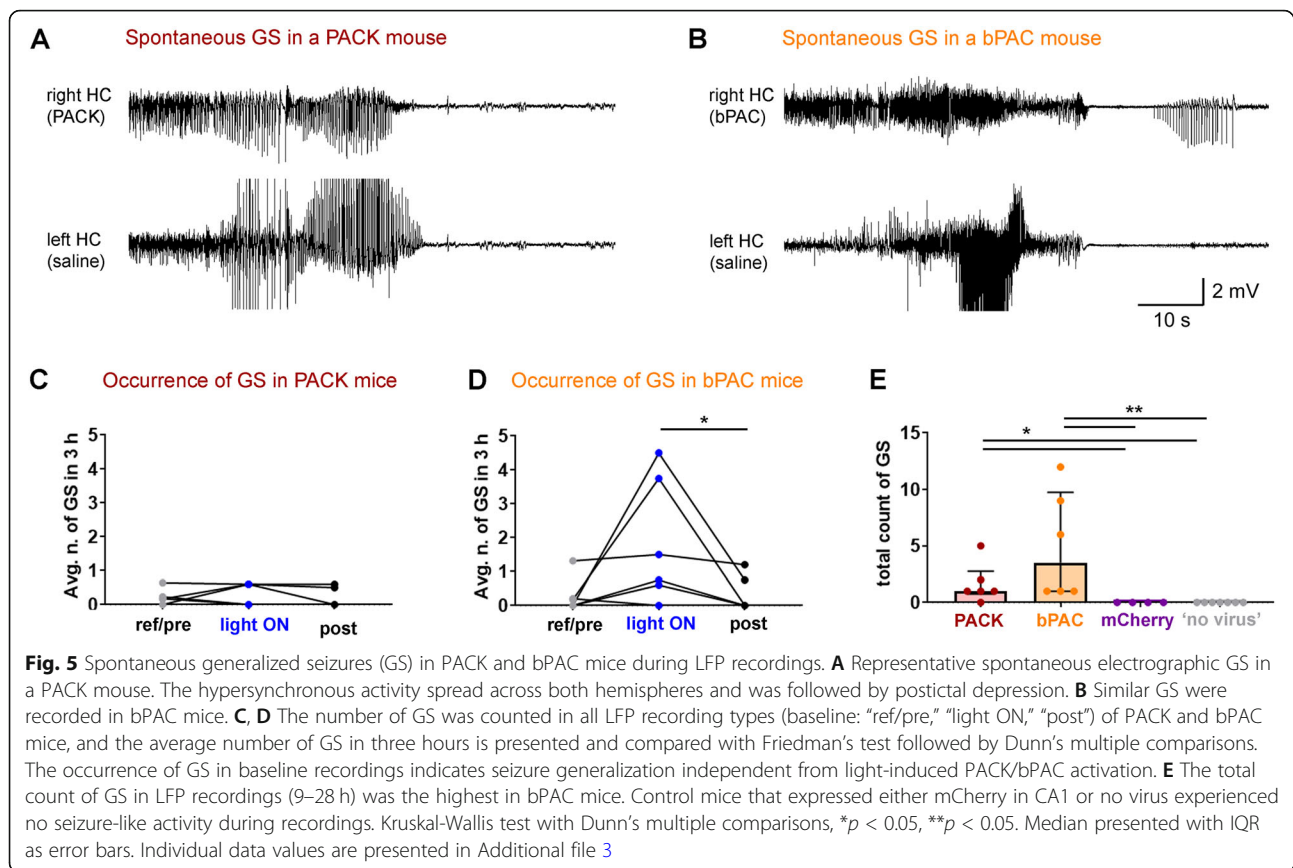 A Spontaneous GS in a PACK mouse
right HC
(PACK)
left HC
(saline)
B Spontaneous GS in a bPAC mouse
right HC
(bPAC)
left HC
(saline)
2 mV
10 s
C Occurrence of GS in PACK mice
Avg. n. of GS in 3 h
5
4
3
2
1
0
ref/pre light ON post
D Occurrence of GS in bPAC mice
*
Avg. n. of GS in 3 h
5
4
3
2
1
0
ref/pre light ON post
E
**
*
total count of GS
15
10
5
0
PACK bPAC mCherry ‘no virus’
Fig. 5 Spontaneous generalized seizures (GS) in PACK and bPAC mice during LFP recordings. A Representative spontaneous electrographic GS in
a PACK mouse. The hypersynchronous activity spread across both hemispheres and was followed by postictal depression. B Similar GS were
recorded in bPAC mice. C, D The number of GS was counted in all LFP recording types (baseline: “ref/pre,” “light ON,” “post”) of PACK and bPAC
mice, and the average number of GS in three hours is presented and compared with Friedman’s test followed by Dunn’s multiple comparisons.
The occurrence of GS in baseline recordings indicates seizure generalization independent from light-induced PACK/bPAC activation. E The total
count of GS in LFP recordings (9–28 h) was the highest in bPAC mice. Control mice that expressed either mCherry in CA1 or no virus experienced
no seizure-like activity during recordings. Kruskal-Wallis test with Dunn’s multiple comparisons, *p < 0.05, **p < 0.05. Median presented with IQR
as error bars. Individual data values are presented in Additional file 3